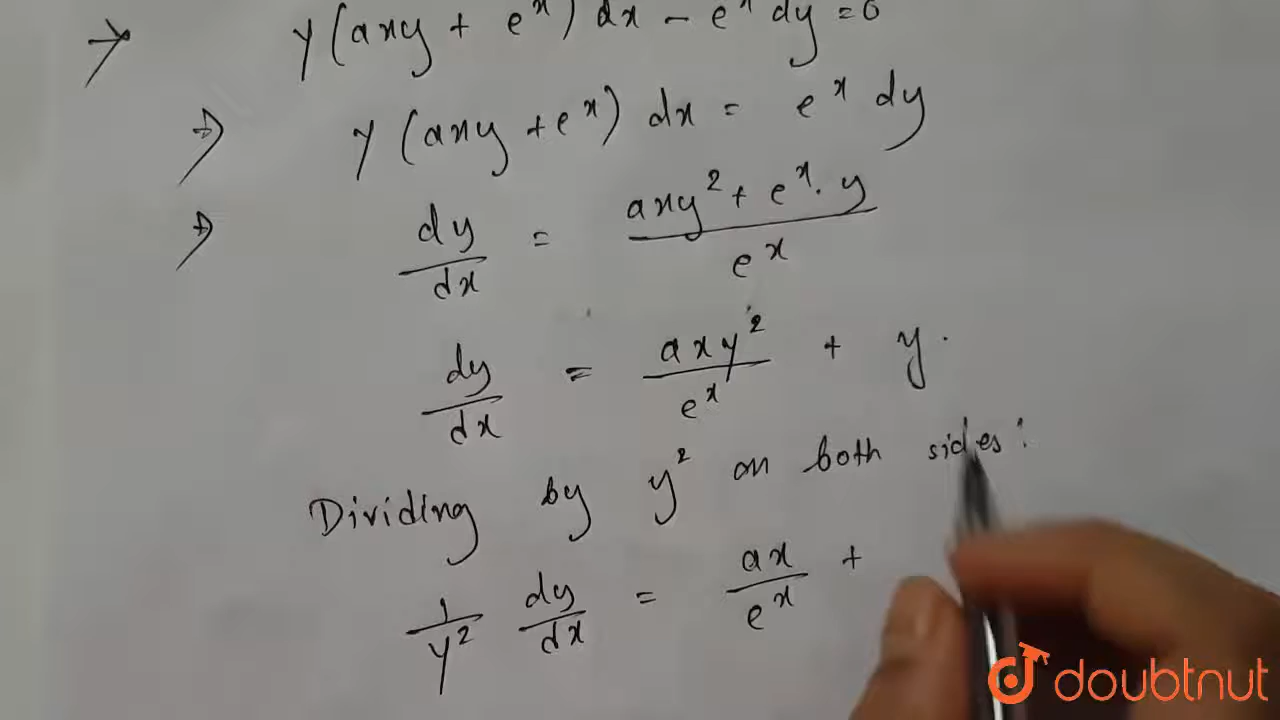 ⇒ y(axy + e^x) dx - e^x dy = 0
⇒ y(axy + e^x) dx = e^x dy
⇒ dy/dx = (axy² + e^x · y)/e^x
dy/dx = axy²/e^x + y.
Dividing by y² on both sides:
1/y² dy/dx = ax/e^x +
doubtnut